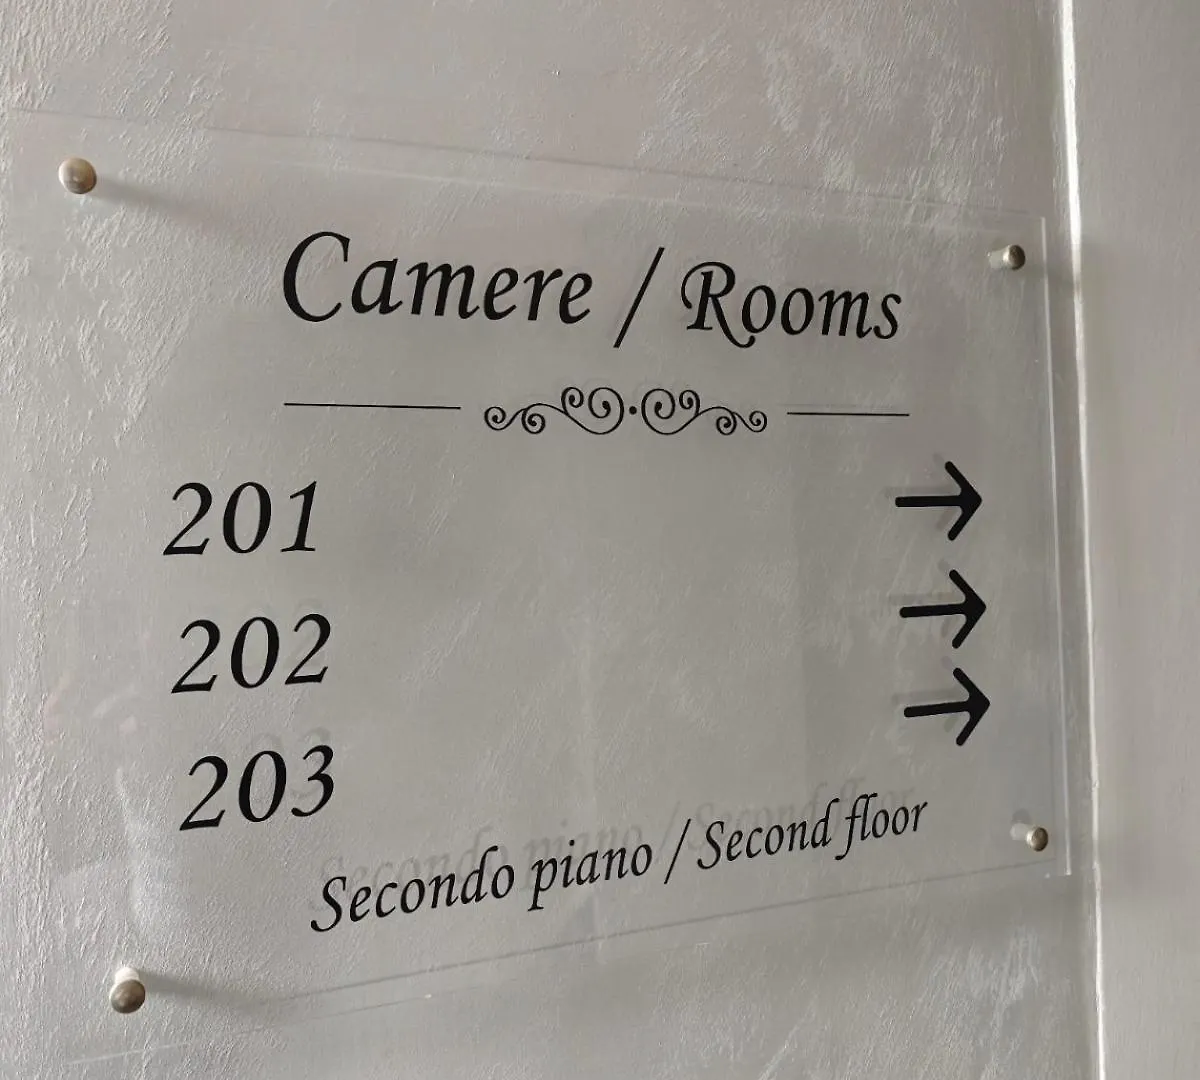 Camere / Rooms
201 →
202 →
203 →
Secondo piano / Second floor